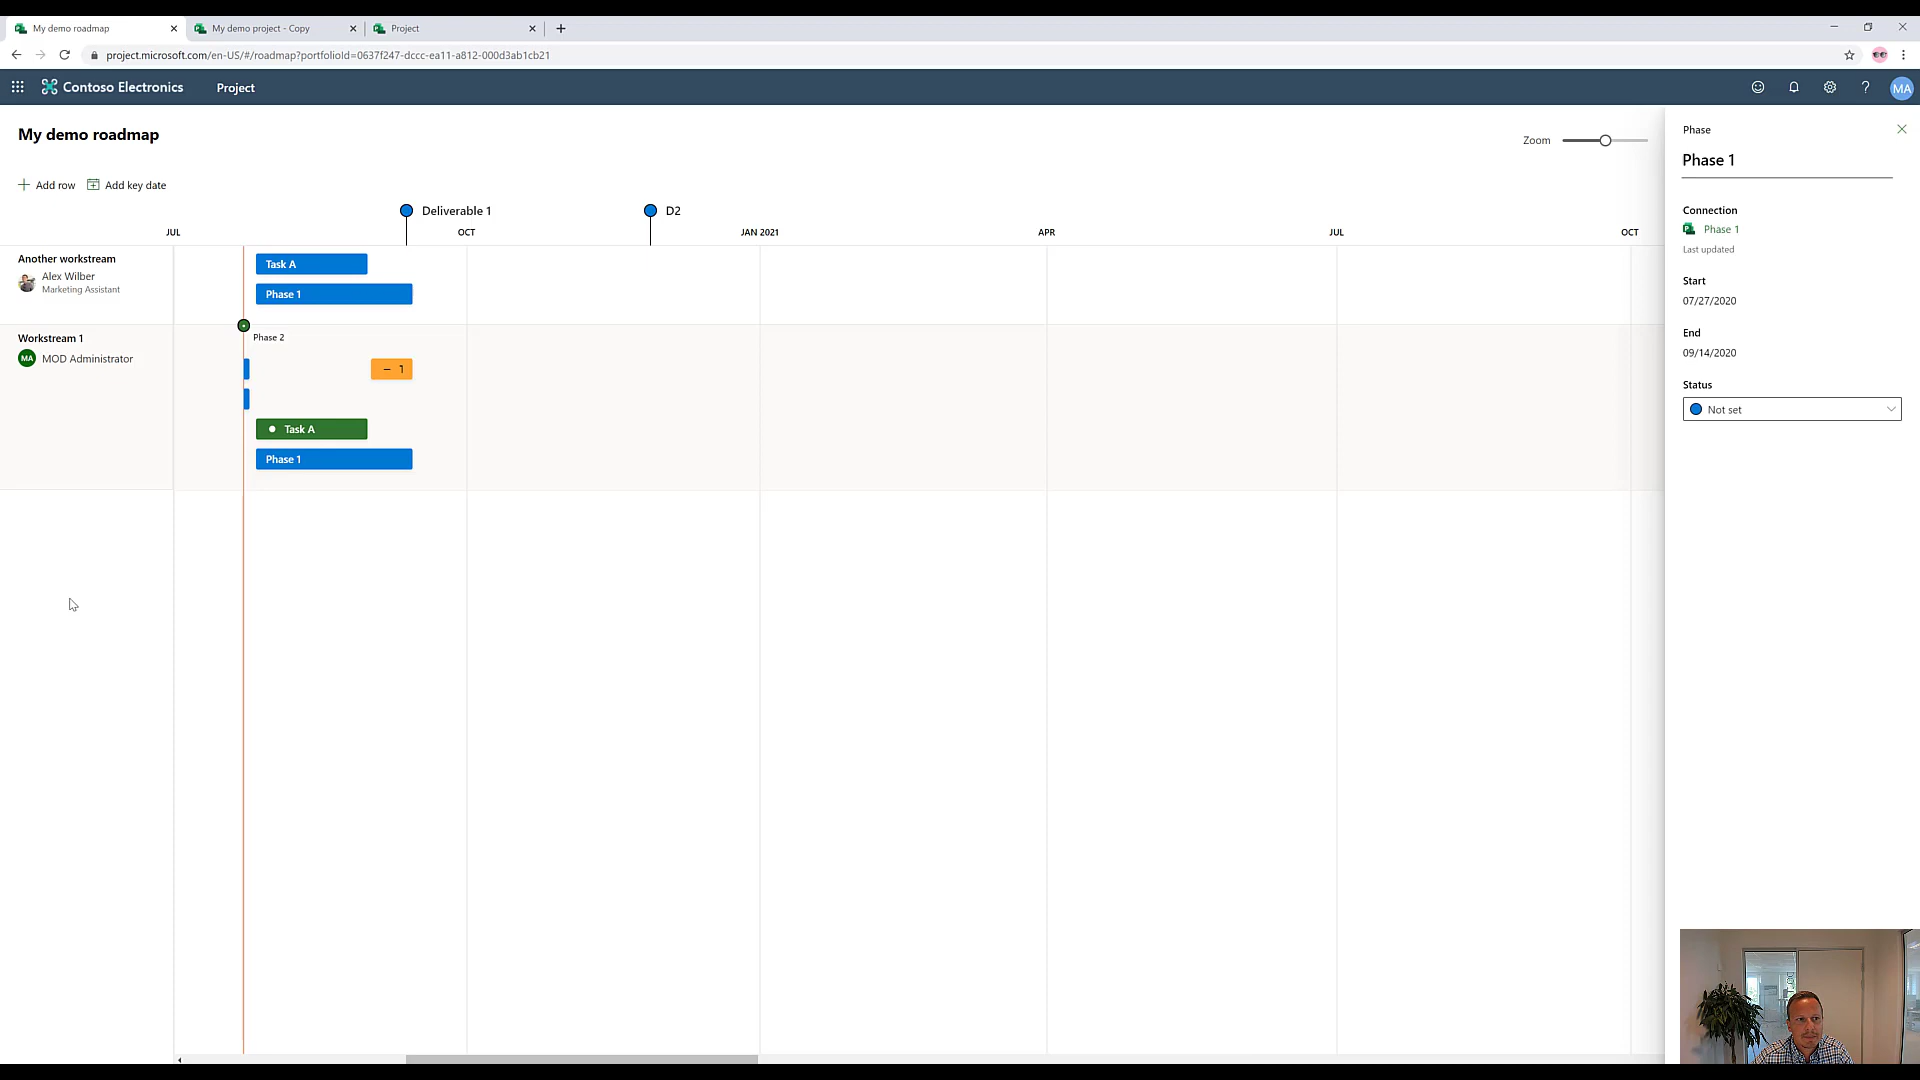 My demo roadmap
My demo project - Copy
Project
project.microsoft.com/en-US/#/roadmap?portfolioId=0637f247-dccc-ea11-a812-000d3ab1cb21
Contoso Electronics
Project
?
MA
My demo roadmap
Zoom
Add row
Add key date
Deliverable 1
D2
JUL
OCT
JAN 2021
APR
JUL
OCT
Another workstream
Alex Wilber
Marketing Assistant
Task A
Phase 1
Workstream 1
MA
MOD Administrator
Phase 2
– 1
Task A
Phase 1
Phase
Phase 1
Connection
Phase 1
Last updated
Start
07/27/2020
End
09/14/2020
Status
Not set